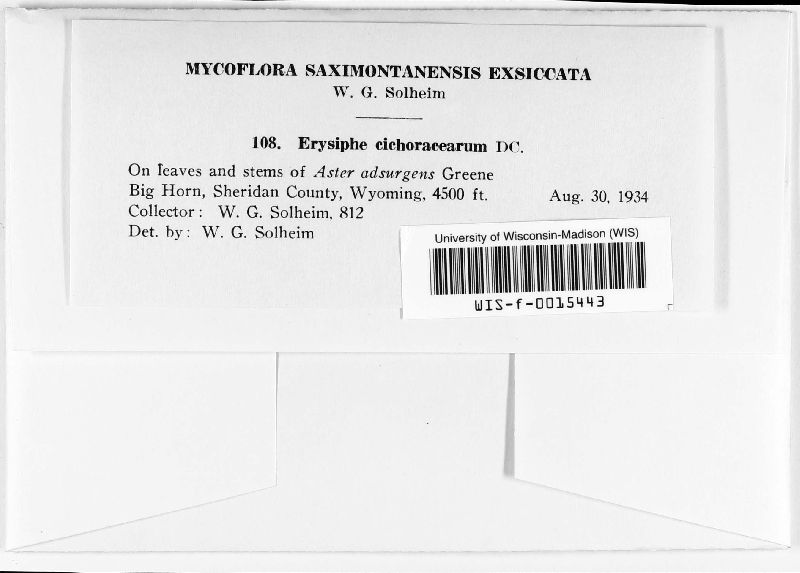 MYCOFLORA SAXIMONTANENSIS EXSICCATA
W. G. Solheim
108. Erysiphe cichoracearum DC.
On leaves and stems of Aster adsurgens Greene
Big Horn, Sheridan County, Wyoming, 4500 ft. Aug. 30, 1934
Collector: W. G. Solheim, 812
Det. by: W. G. Solheim
University of Wisconsin-Madison (WIS)
WIS-f-0015443